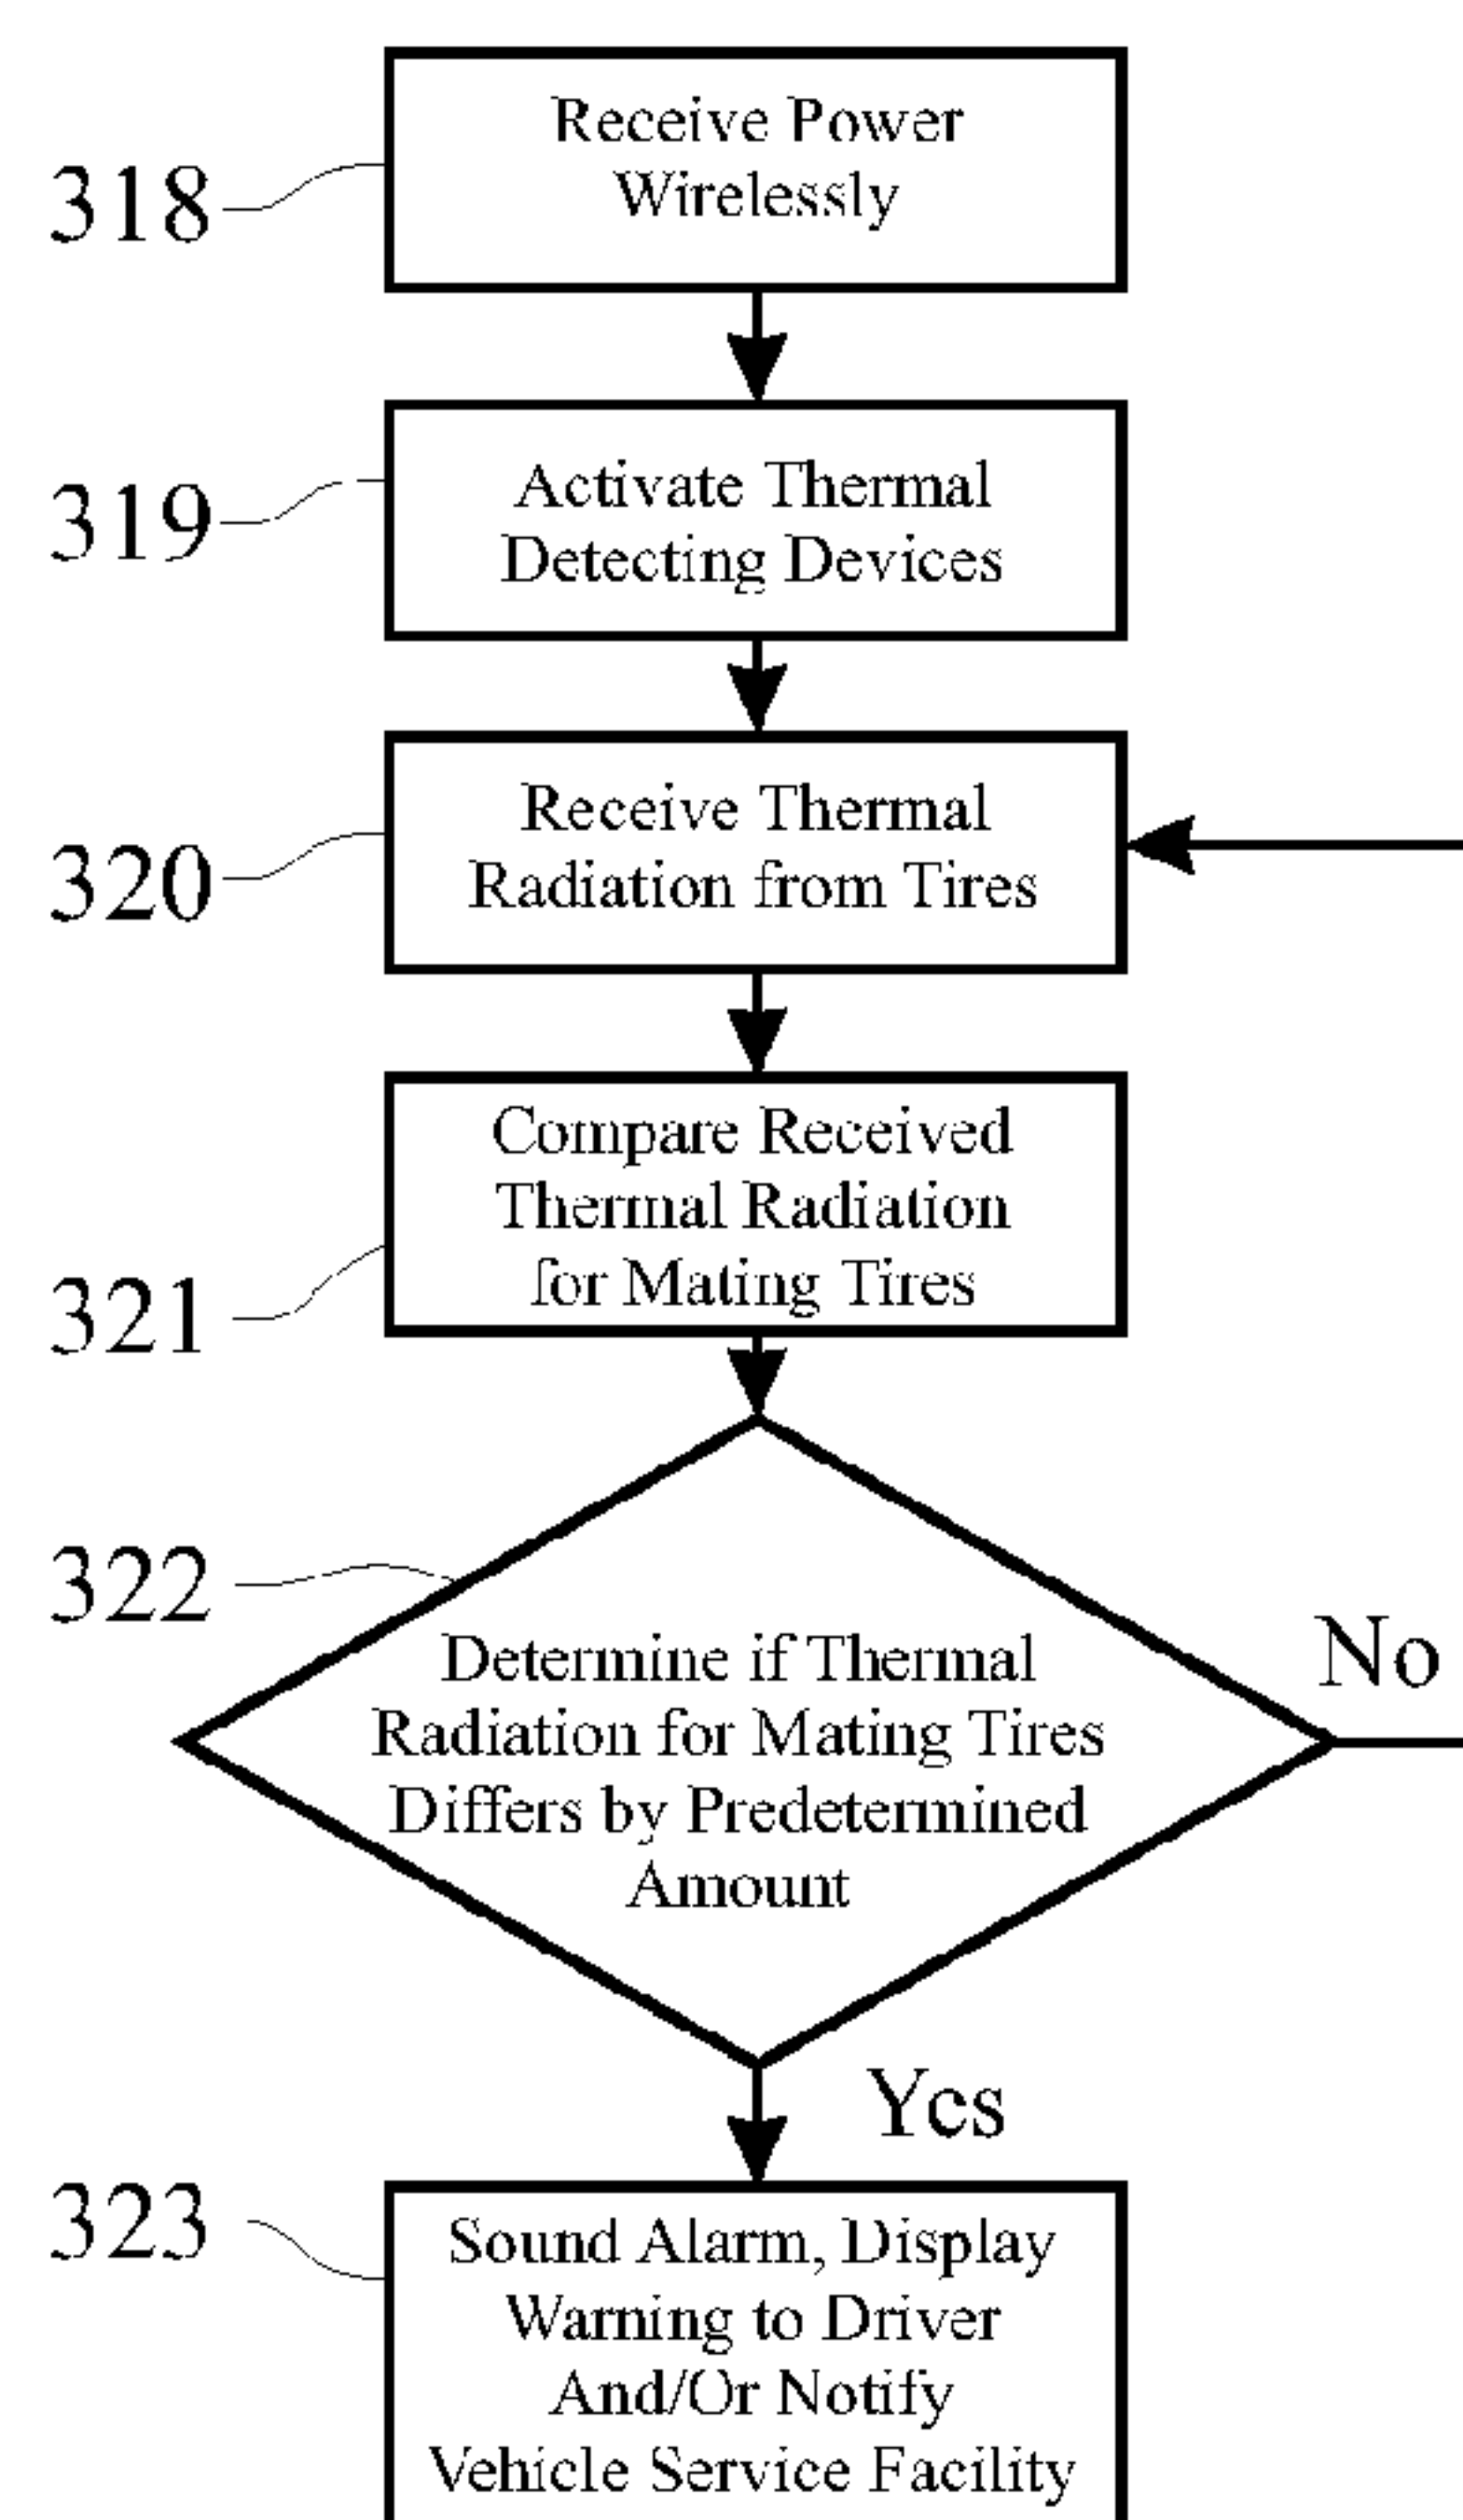 318
Receive Power
Wirelessly
319
Activate Thermal
Detecting Devices
320
Receive Thermal
Radiation from Tires
321
Compare Received
Thermal Radiation
for Mating Tires
322
Determine if Thermal
Radiation for Mating Tires
Differs by Predetermined
Amount
No
Yes
323
Sound Alarm, Display
Warning to Driver
And/Or Notify
Vehicle Service Facility